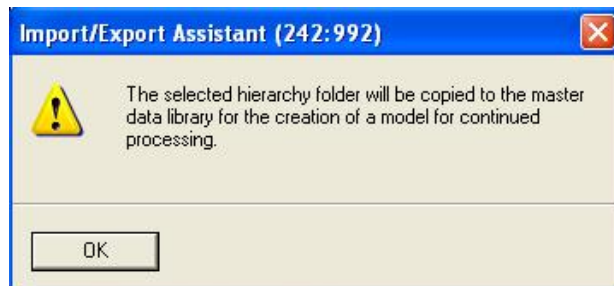 Import/Export Assistant (242:992)
The selected hierarchy folder will be copied to the master
data library for the creation of a model for continued
processing.
OK